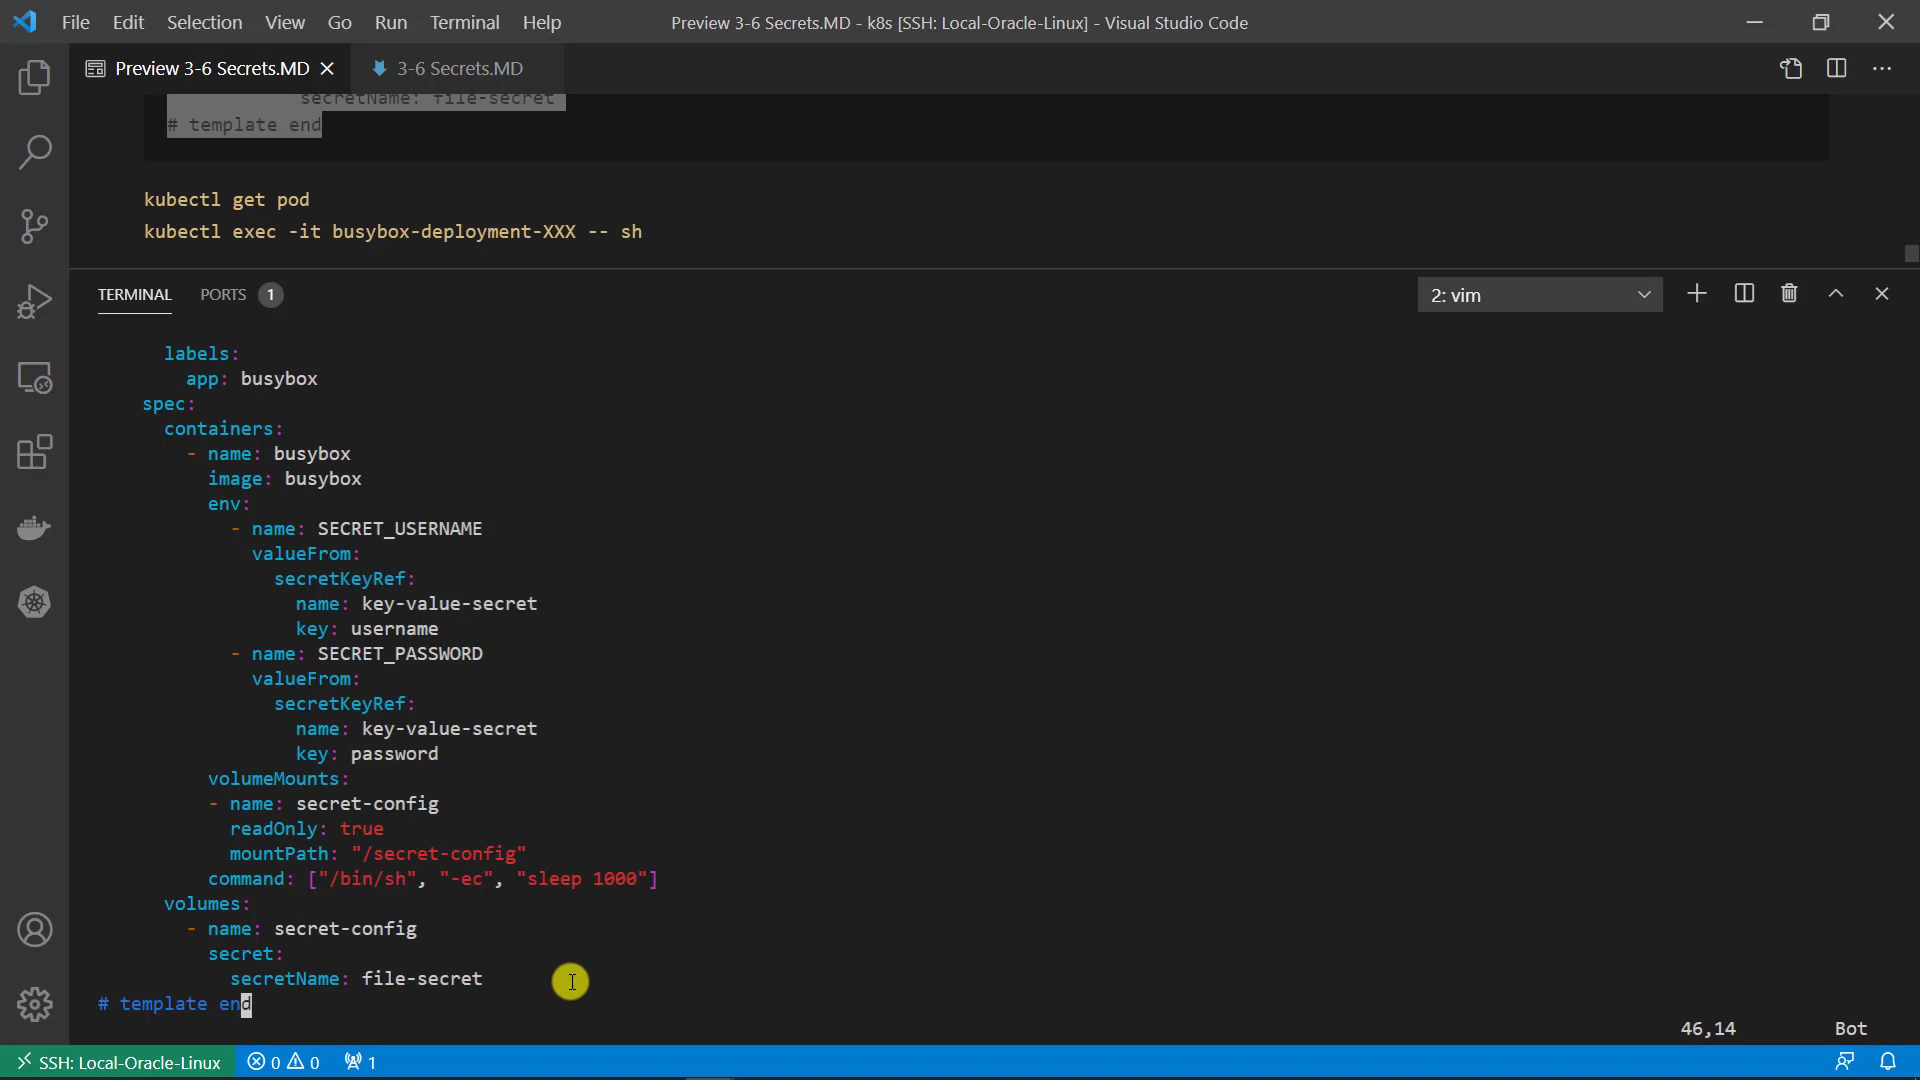 File Edit Selection View Go Run Terminal Help
Preview 3-6 Secrets.MD - k8s [SSH: Local-Oracle-Linux] - Visual Studio Code
Preview 3-6 Secrets.MD
3-6 Secrets.MD
secretName: file-secret
# template end
kubectl get pod
kubectl exec -it busybox-deployment-XXX -- sh
TERMINAL PORTS 1
2: vim
labels:
app: busybox
spec:
containers:
- name: busybox
image: busybox
env:
- name: SECRET_USERNAME
valueFrom:
secretKeyRef:
name: key-value-secret
key: username
- name: SECRET_PASSWORD
valueFrom:
secretKeyRef:
name: key-value-secret
key: password
volumeMounts:
- name: secret-config
readOnly: true
mountPath: "/secret-config"
command: ["/bin/sh", "-ec", "sleep 1000"]
volumes:
- name: secret-config
secret:
secretName: file-secret
# template end
46,14 Bot
SSH: Local-Oracle-Linux 0 0 1